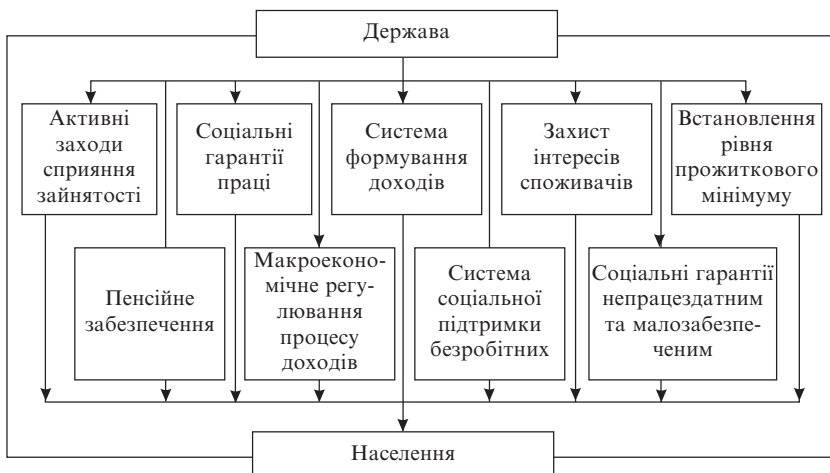 Держава
Активні
заходи
сприяння
зайнятості
Соціальні
гарантії
праці
Система
формування
доходів
Захист
інтересів
споживачів
Встановлення
рівня
прожиткового
мінімуму
Пенсійне
забезпечення
Макроеконо-
мічне регу-
лювання
процесу
доходів
Система
соціальної
підтримки
безробітних
Соціальні гарантії
непрацездатним
та малозабезпе-
ченим
Населення